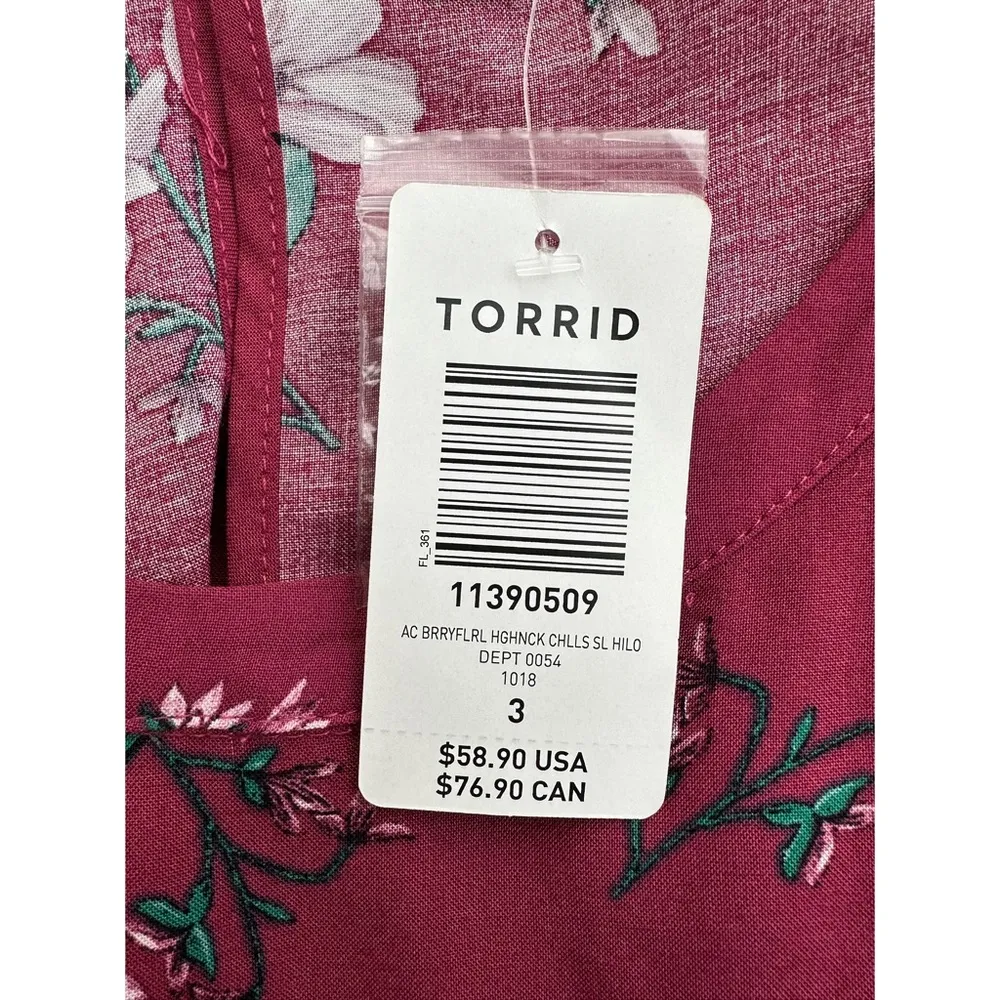 TORRID
FL_361
11390509
AC BRRYFLRL HGHNCK CHLLS SL HILO
DEPT 0054
1018
3
$58.90 USA
$76.90 CAN